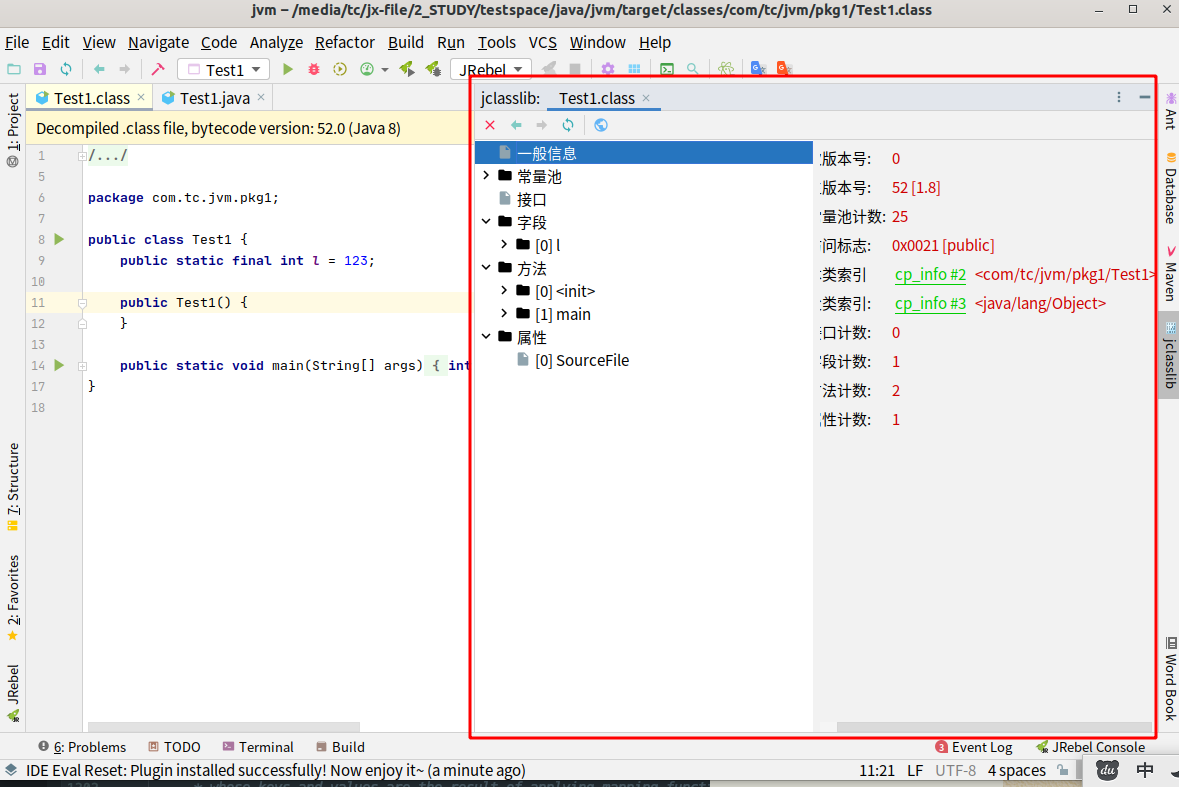 jvm – /media/tc/jx-file/2_STUDY/testspace/java/jvm/target/classes/com/tc/jvm/pkg1/Test1.class
File Edit View Navigate Code Analyze Refactor Build Run Tools VCS Window Help
Test1 JRebel
1: Project
7: Structure
2: Favorites
JRebel
Test1.class Test1.java
Decompiled .class file, bytecode version: 52.0 (Java 8)
1 /.../
5
6 package com.tc.jvm.pkg1;
7
8 public class Test1 {
9 public static final int l = 123;
10
11 public Test1() {
12 }
13
14 public static void main(String[] args) { int
17 }
18
jclasslib: Test1.class
一般信息
常量池
接口
字段
[0] l
方法
[0] <init>
[1] main
属性
[0] SourceFile
版本号: 0
版本号: 52 [1.8]
量池计数: 25
问标志: 0x0021 [public]
类索引 cp_info #2 <com/tc/jvm/pkg1/Test1>
类索引: cp_info #3 <java/lang/Object>
口计数: 0
段计数: 1
法计数: 2
性计数: 1
Ant
Database
Maven
jclasslib
Word Book
6: Problems TODO Terminal Build 3 Event Log JRebel Console
IDE Eval Reset: Plugin installed successfully! Now enjoy it~ (a minute ago) 11:21 LF UTF-8 4 spaces du 中